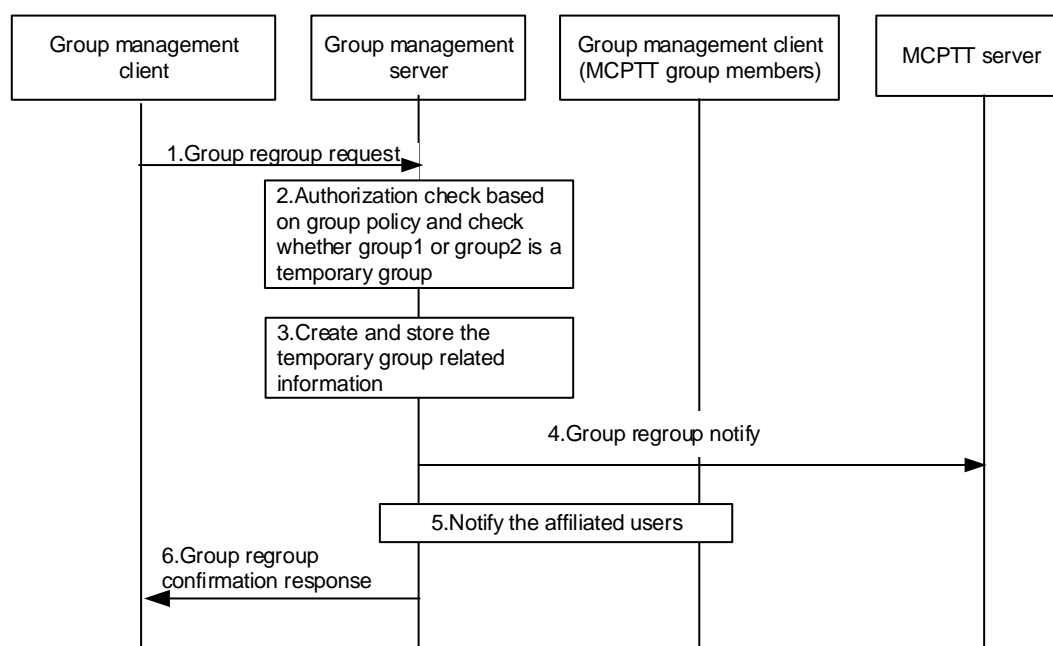 Group management
client
Group management
server
Group management client
(MCPTT group members)
MCPTT server
1.Group regroup request
2.Authorization check based
on group policy and check
whether group1 or group2 is a
temporary group
3.Create and store the
temporary group related
information
4.Group regroup notify
5.Notify the affiliated users
6.Group regroup
confirmation response